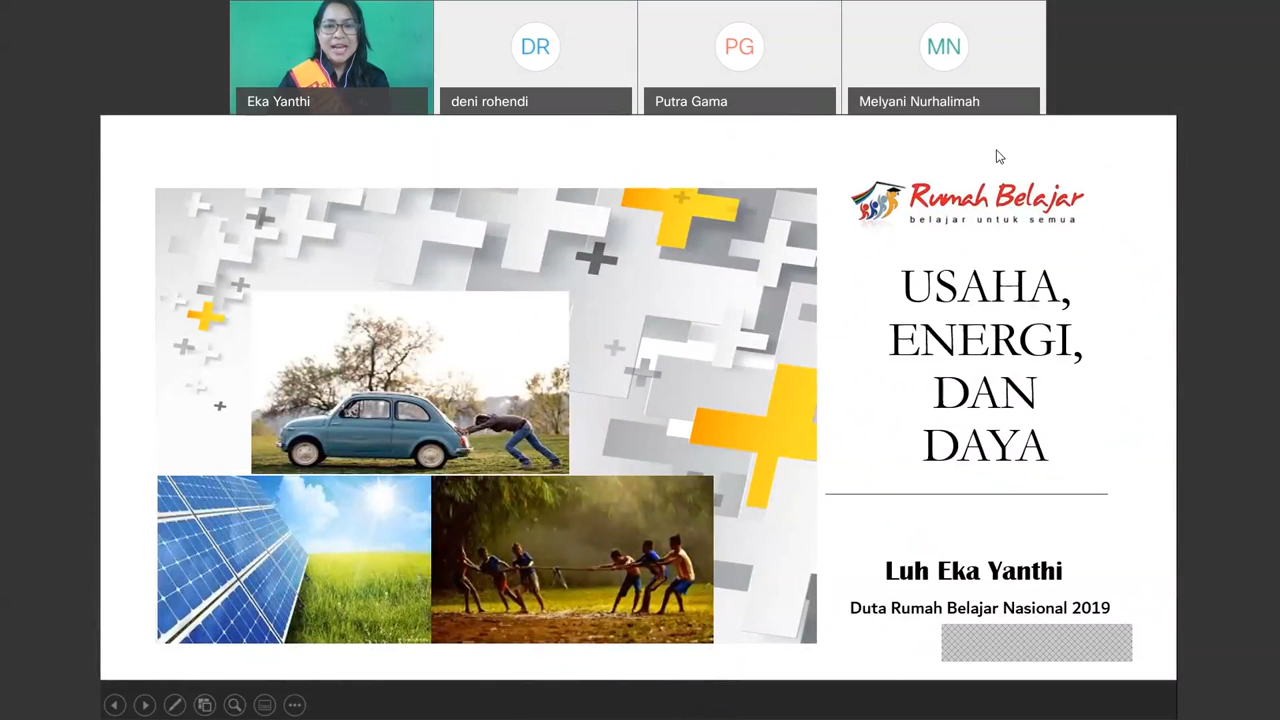 DR
PG
MN
Eka Yanthi
deni rohendi
Putra Gama
Melyani Nurhalimah
Rumah Belajar
belajar untuk semua
USAHA,
ENERGI,
DAN
DAYA
Luh Eka Yanthi
Duta Rumah Belajar Nasional 2019